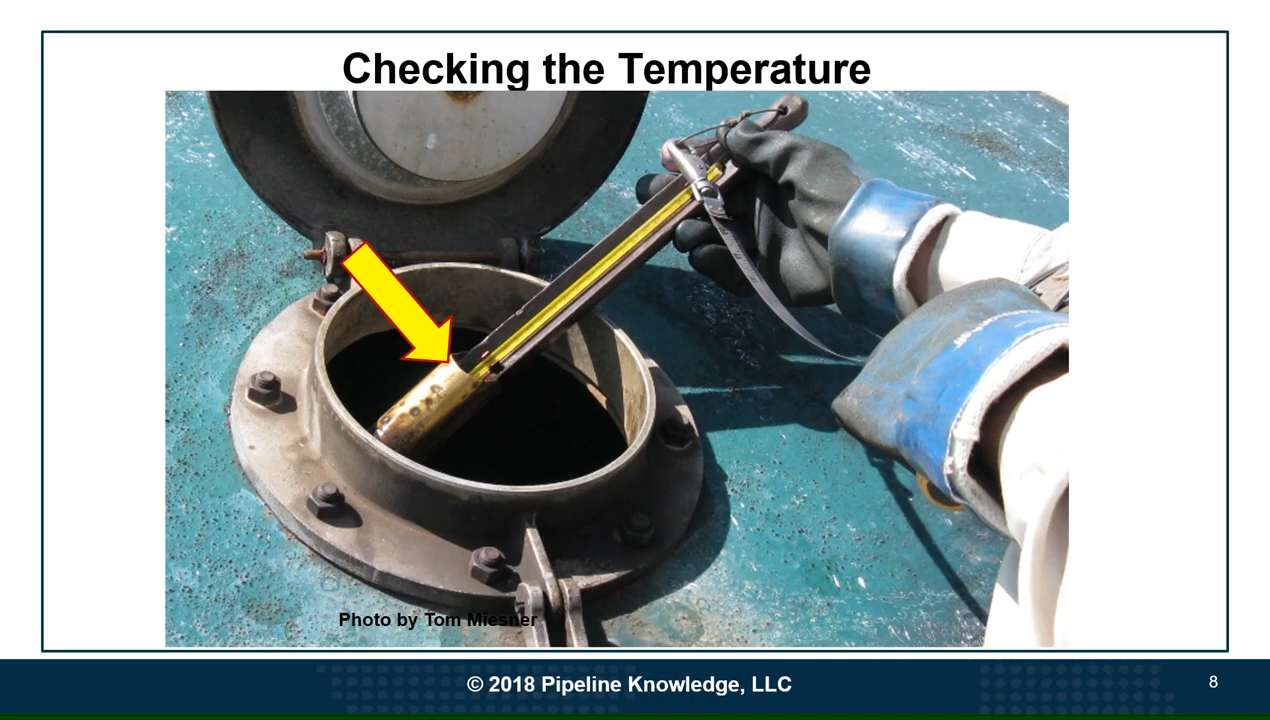 Checking the Temperature
Photo by Tom Miesner
© 2018 Pipeline Knowledge, LLC
8